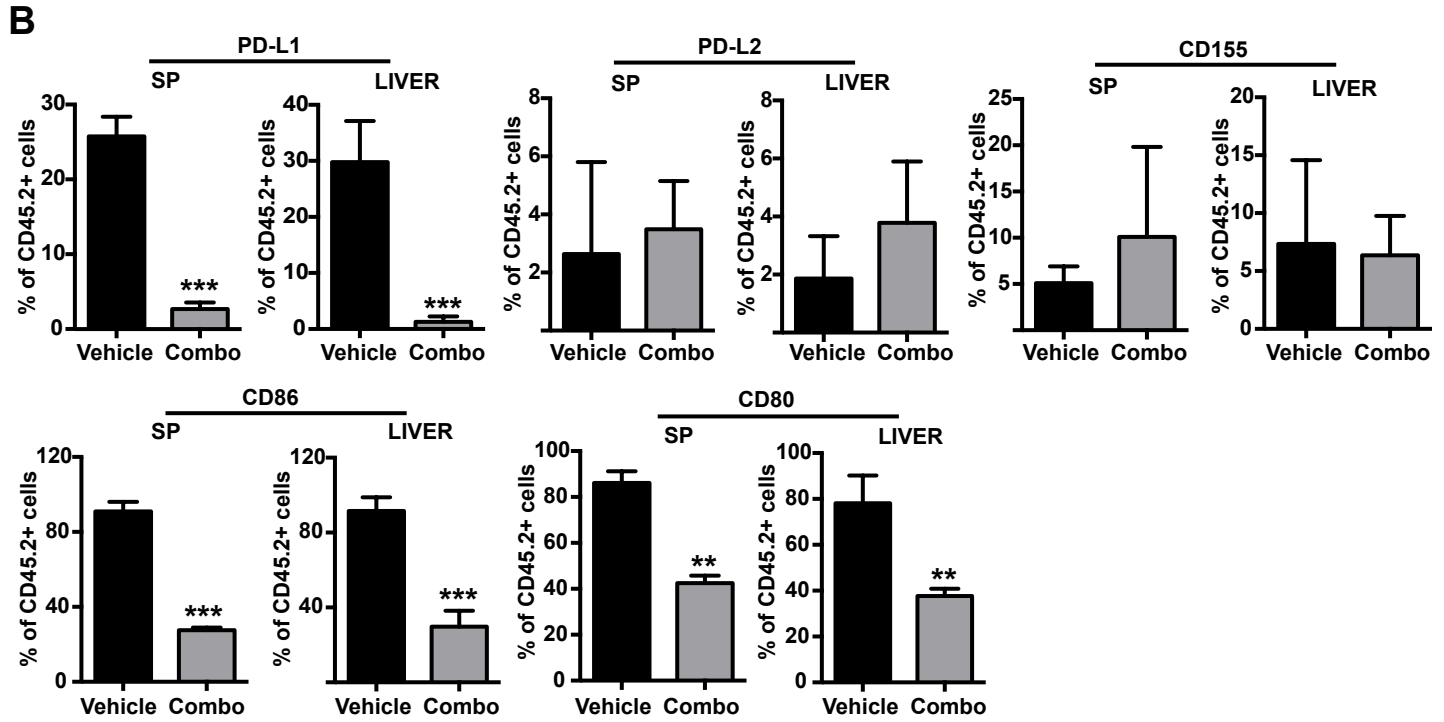 B
PD-L1
SP
LIVER
% of CD45.2+ cells
30
20
10
0
***
Vehicle Combo
% of CD45.2+ cells
40
30
20
10
0
***
Vehicle Combo
PD-L2
SP
LIVER
% of CD45.2+ cells
8
6
4
2
Vehicle Combo
% of CD45.2+ cells
8
6
4
2
Vehicle Combo
CD155
SP
LIVER
% of CD45.2+ cells
25
20
15
10
5
Vehicle Combo
% of CD45.2+ cells
20
15
10
5
0
Vehicle Combo
CD86
SP
LIVER
% of CD45.2+ cells
120
80
40
0
***
Vehicle Combo
% of CD45.2+ cells
120
80
40
***
Vehicle Combo
CD80
SP
LIVER
% of CD45.2+ cells
100
80
60
40
20
0
**
Vehicle Combo
% of CD45.2+ cells
100
80
60
40
20
0
**
Vehicle Combo